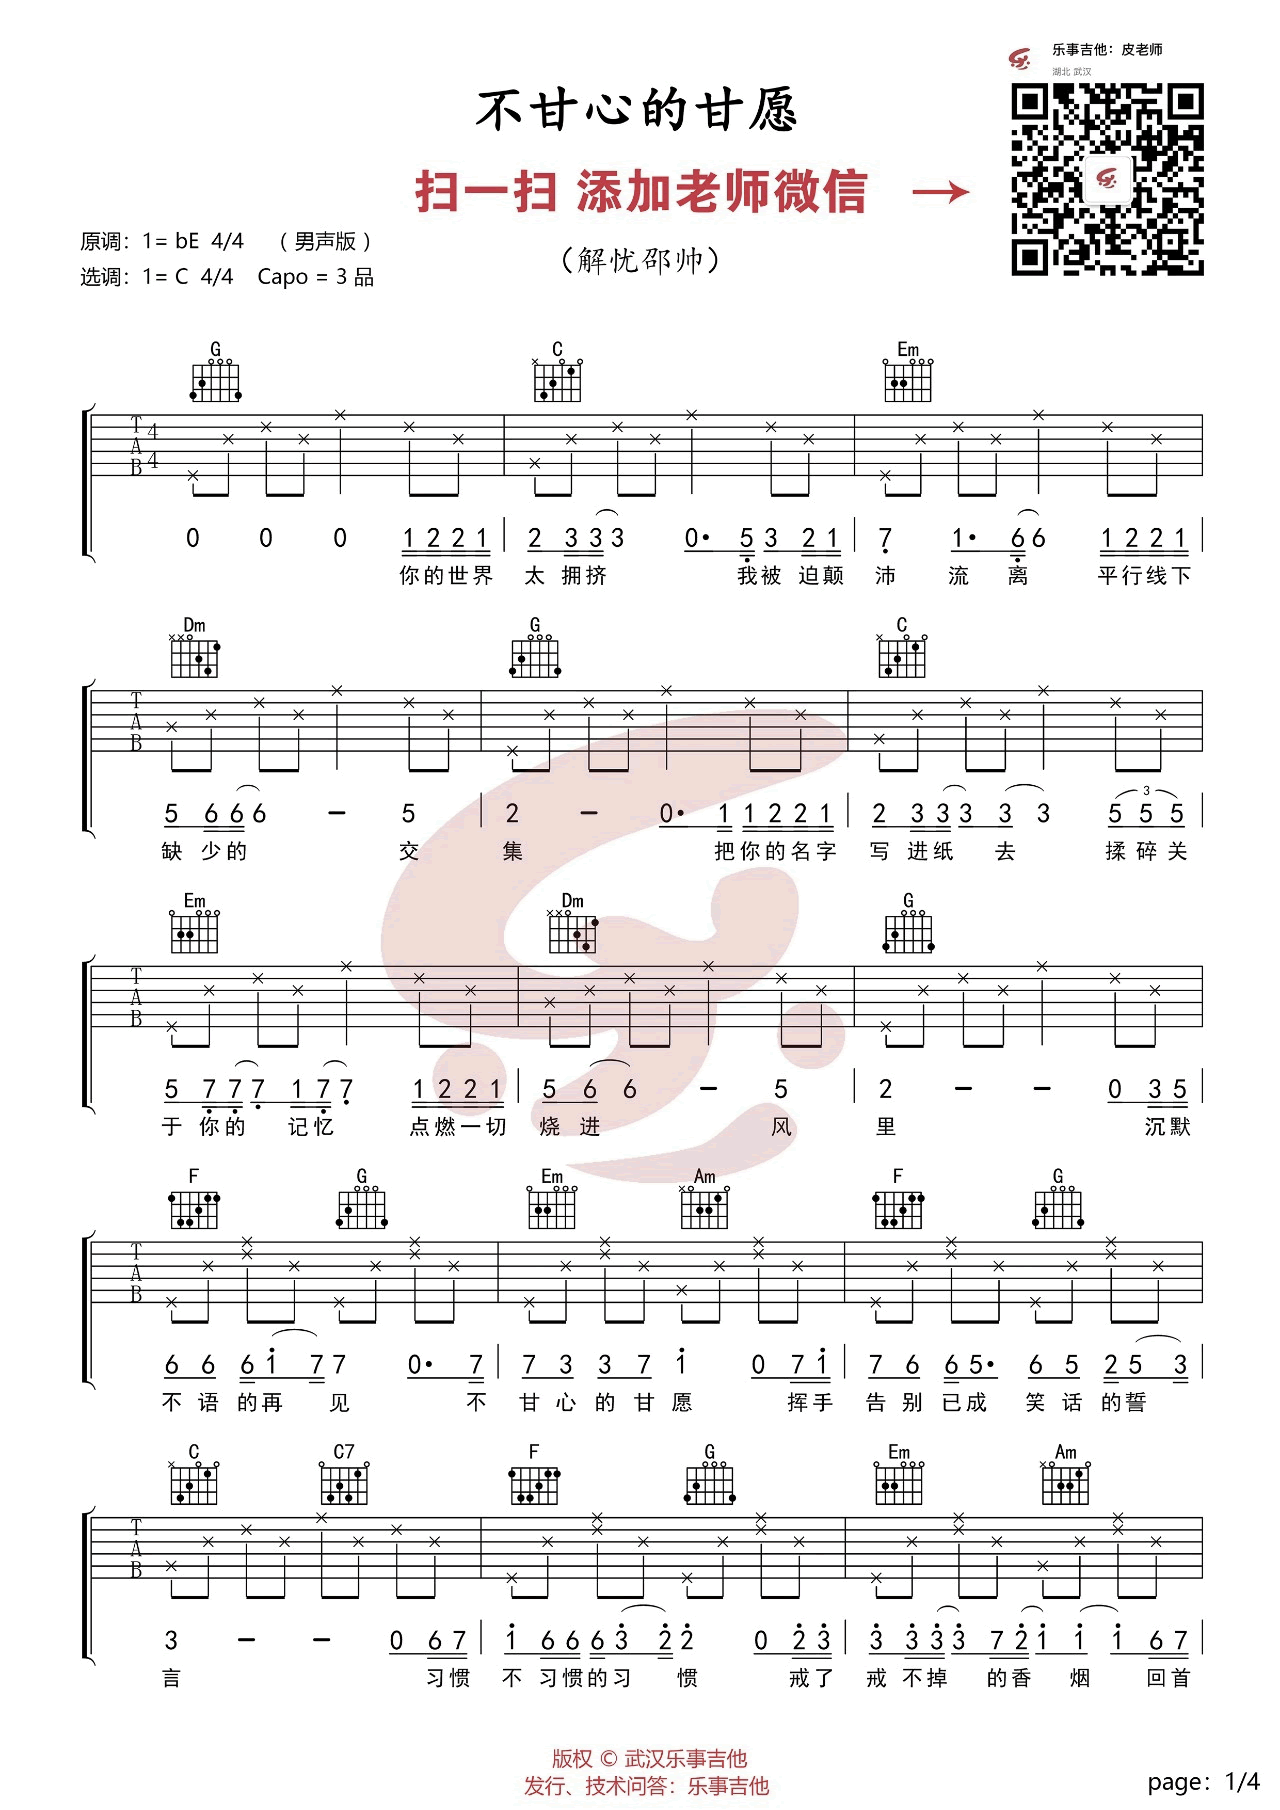 乐事吉他：皮老师
湖北 武汉
不甘心的甘愿
扫一扫 添加老师微信 →
原调：1= bE 4/4 （男声版）
（解忧邵帅）
选调：1= C 4/4 Capo = 3 品
G C Em
T A B 4 4
0 0 0 1 2 2 1 | 2 3 3 3 0· 5 3 2 1 | 7 1· 6 6 1 2 2 1 |
你的世界 太 拥挤 我被 迫颠 沛 流 离 平行线下
Dm G C
T A B
5 6 6 6 − 5 | 2 − 0· 1 1 2 2 1 | 2 3 3 3 3 3 5 5 5
3
缺 少的 交 集 把你的名字 写 进纸 去 揉 碎 关
Em Dm G
T A B
5 7 7 7 1 7 7 1 2 2 1 | 5 6 6 − 5 | 2 − − 0 3 5 |
于 你的 记忆 点燃一切 烧 进 风 里 沉默
F G Em Am F G
T A B
6 6 6 1 7 7 0· 7 | 7 3 3 7 1 0 7 1 | 7 6 6 5· 6 5 2 5 3 |
不 语 的再 见 不 甘 心 的 甘 愿 挥手 告 别 已成 笑 话 的誓
C C7 F G Em Am
T A B
3 − − 0 6 7 | 1 6 6 6 3 2 2 0 2 3 | 3 3 3 3 7 2 1 1 1 6 7 |
言 习惯 不 习惯的习 惯 戒了 戒 不掉 的香 烟 回首
版权 © 武汉乐事吉他
发行、技术问答：乐事吉他
page：1/4